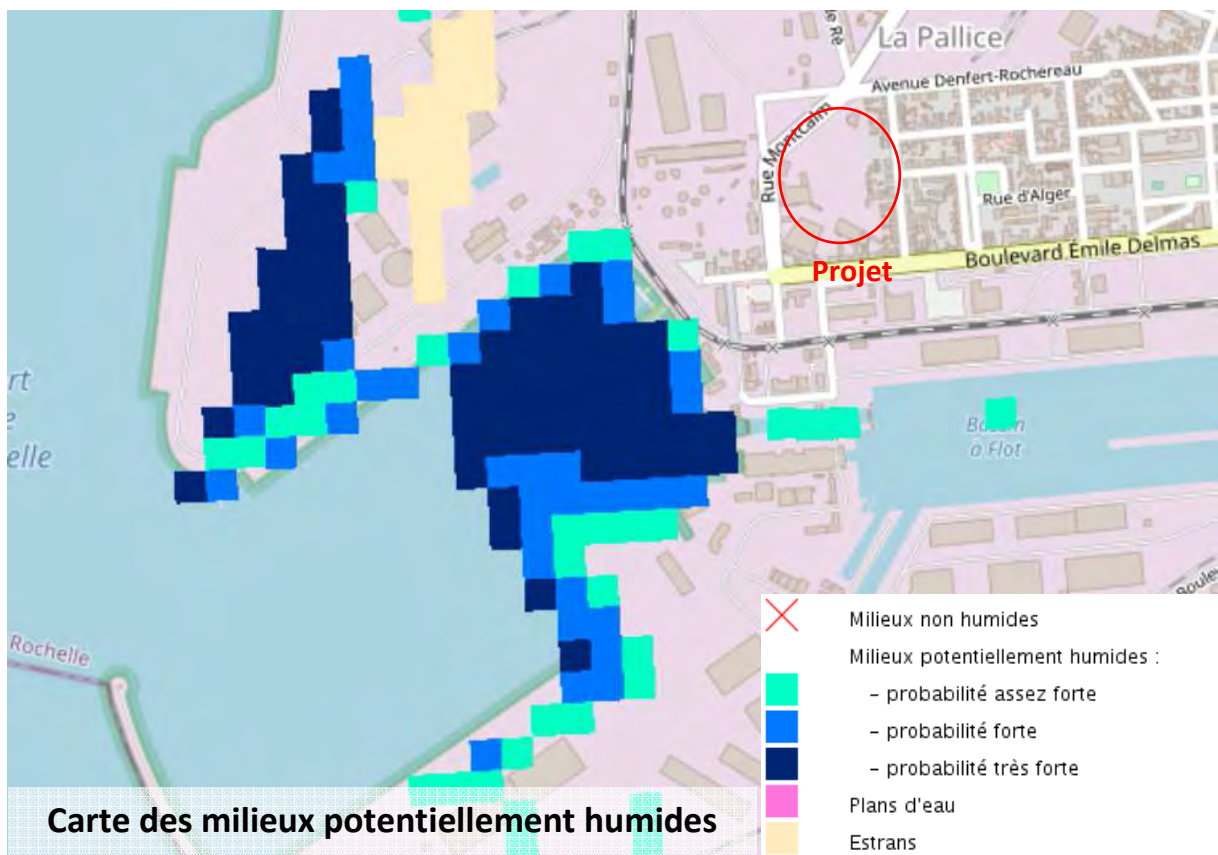 La Pallice
Avenue Denfert-Rochereau
Rue Montcalm
Rue d'Alger
Boulevard Émile Delmas
Projet
elle
à Flot
Rochelle
Milieux non humides
Milieux potentiellement humides :
- probabilité assez forte
- probabilité forte
- probabilité très forte
Plans d'eau
Estrans
Carte des milieux potentiellement humides